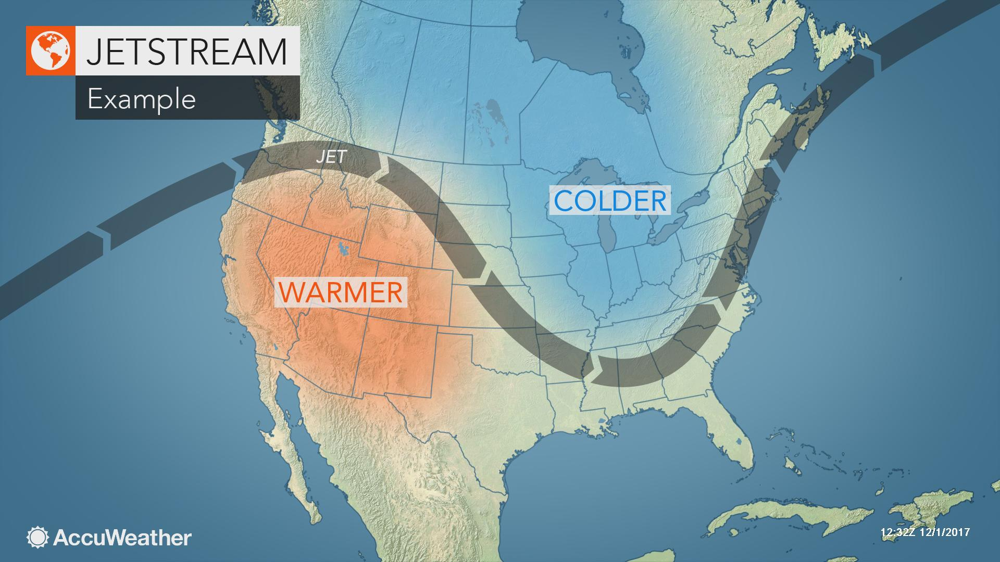 JETSTREAM
Example
JET
COLDER
WARMER
AccuWeather
12:32Z 12/1/2017